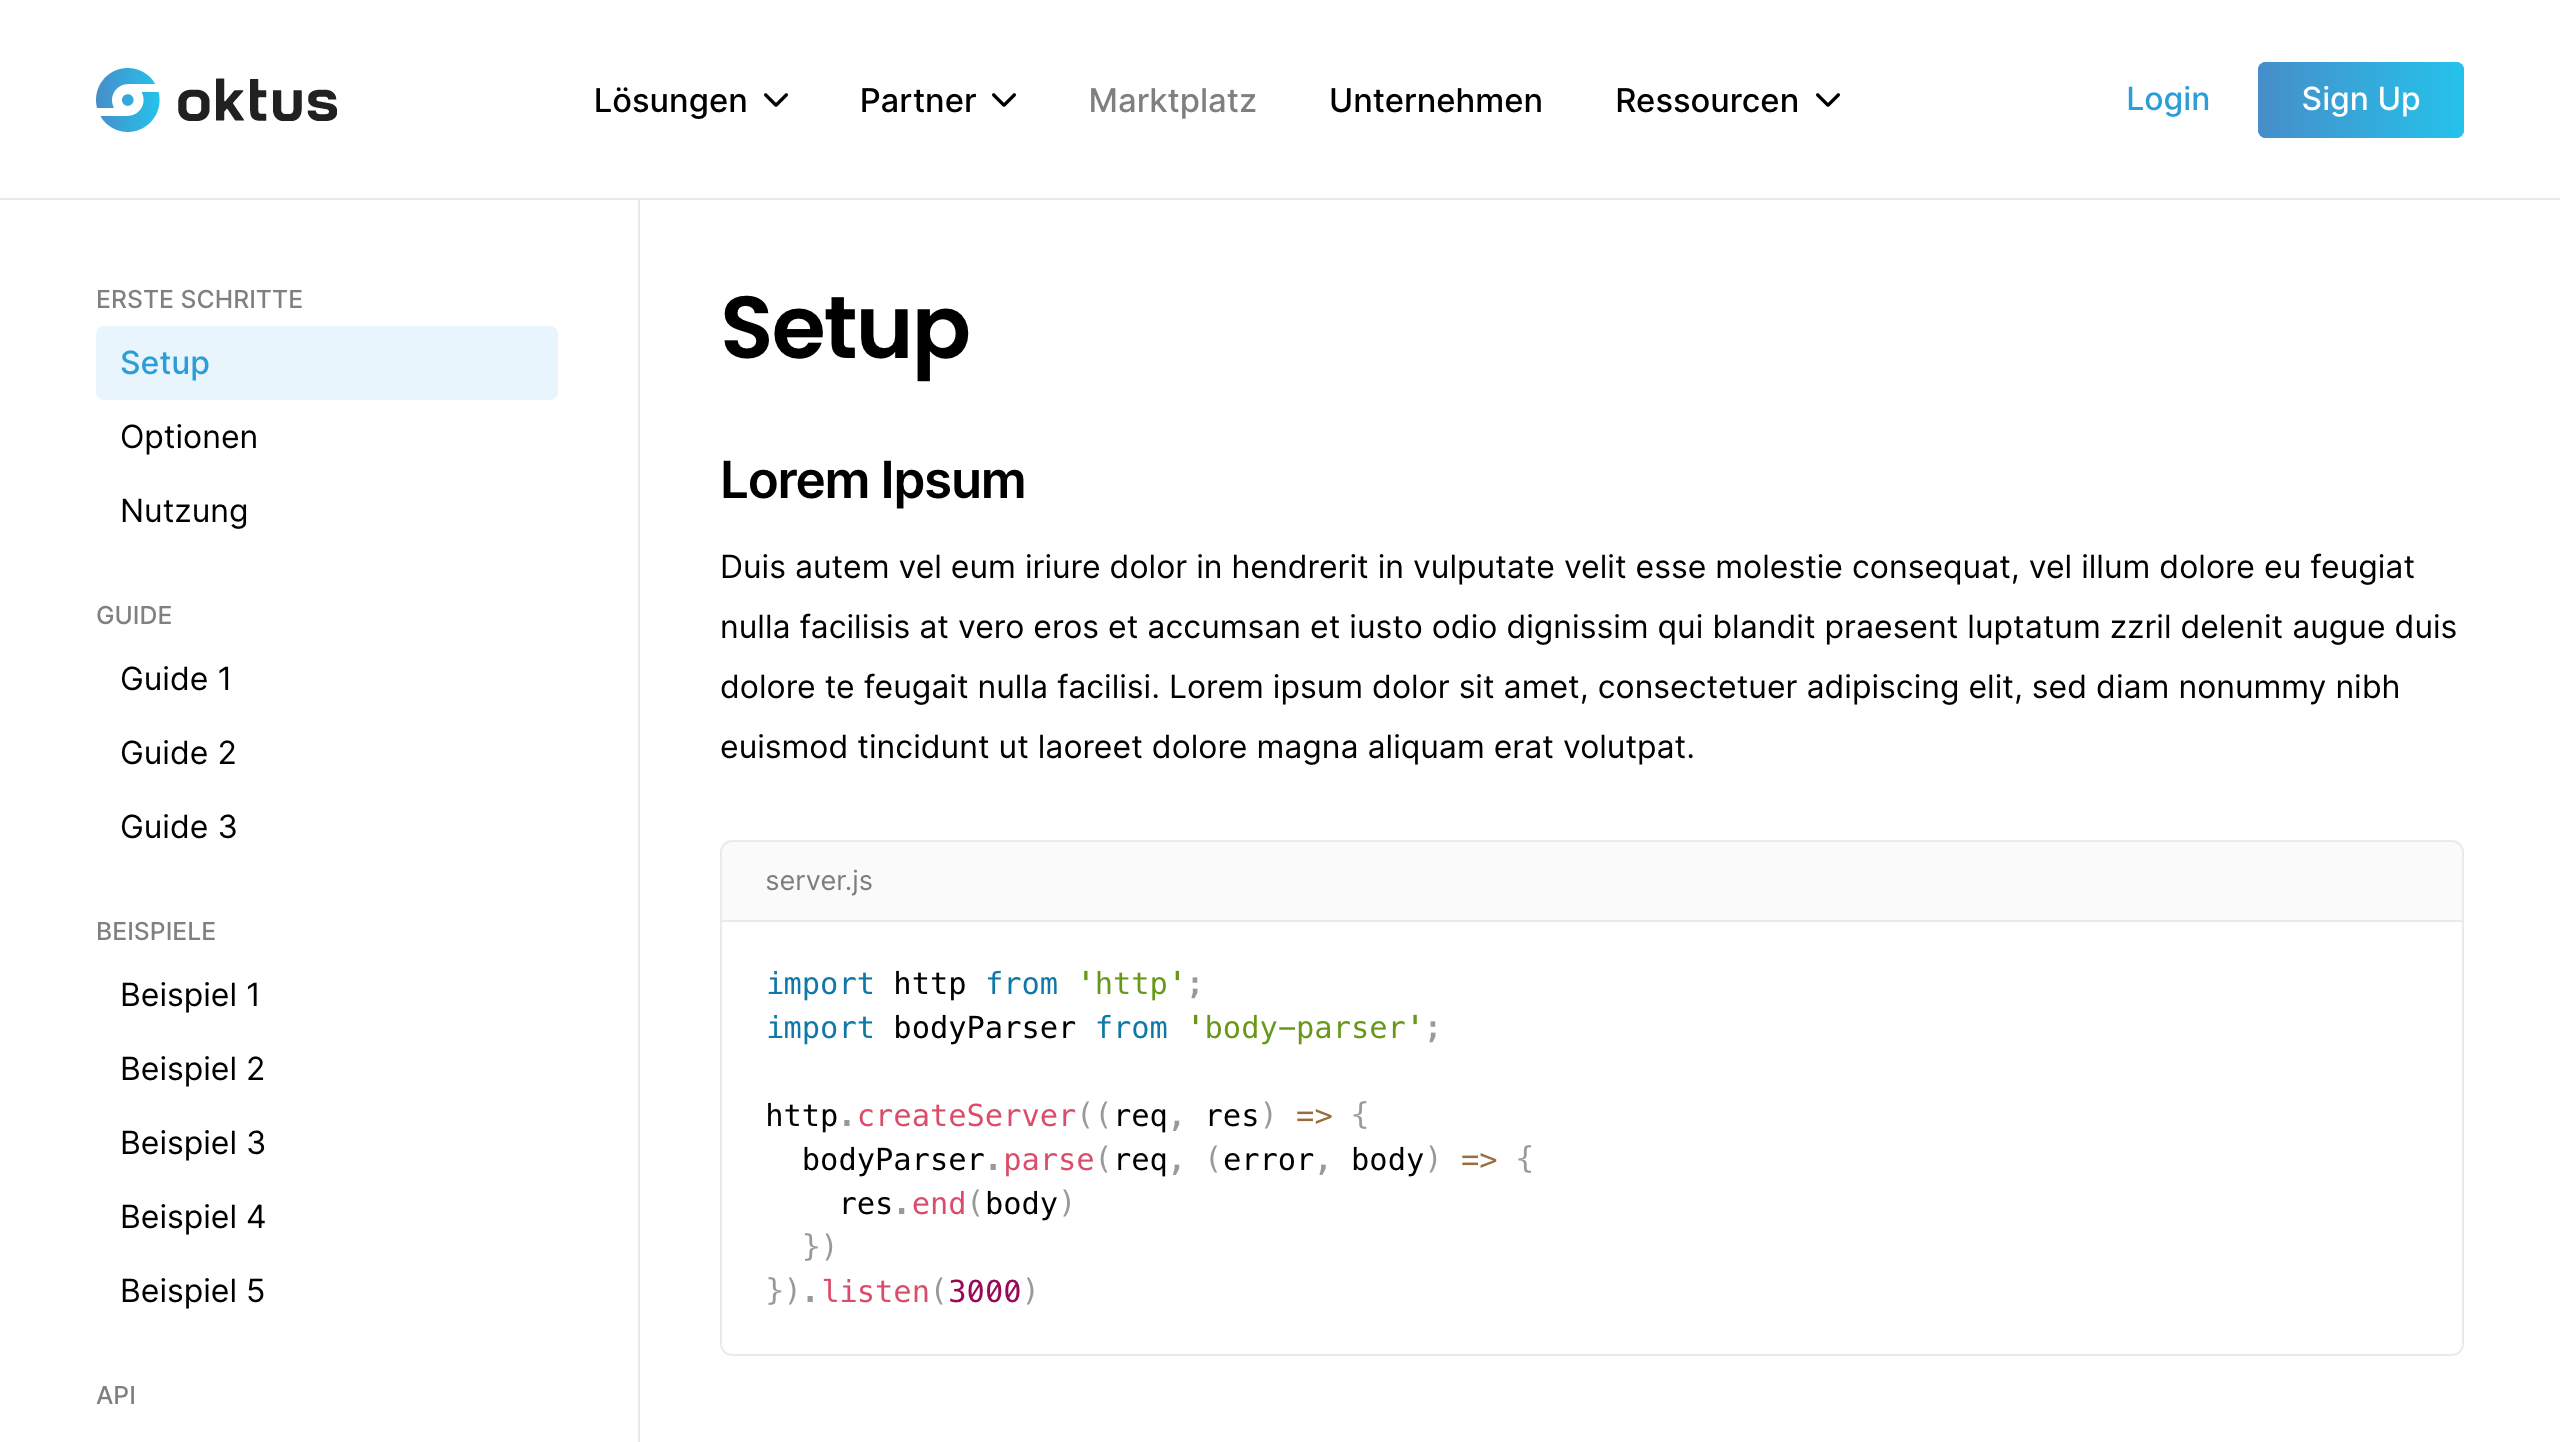 oktus
Lösungen
Partner
Marktplatz
Unternehmen
Ressourcen
Login
Sign Up
ERSTE SCHRITTE
Setup
Optionen
Nutzung
GUIDE
Guide 1
Guide 2
Guide 3
BEISPIELE
Beispiel 1
Beispiel 2
Beispiel 3
Beispiel 4
Beispiel 5
API
Setup
Lorem Ipsum
Duis autem vel eum iriure dolor in hendrerit in vulputate velit esse molestie consequat, vel illum dolore eu feugiat
nulla facilisis at vero eros et accumsan et iusto odio dignissim qui blandit praesent luptatum zzril delenit augue duis
dolore te feugait nulla facilisi. Lorem ipsum dolor sit amet, consectetuer adipiscing elit, sed diam nonummy nibh
euismod tincidunt ut laoreet dolore magna aliquam erat volutpat.
server.js
import http from 'http';
import bodyParser from 'body-parser';
http.createServer((req, res) => {
  bodyParser.parse(req, (error, body) => {
    res.end(body)
  })
}).listen(3000)